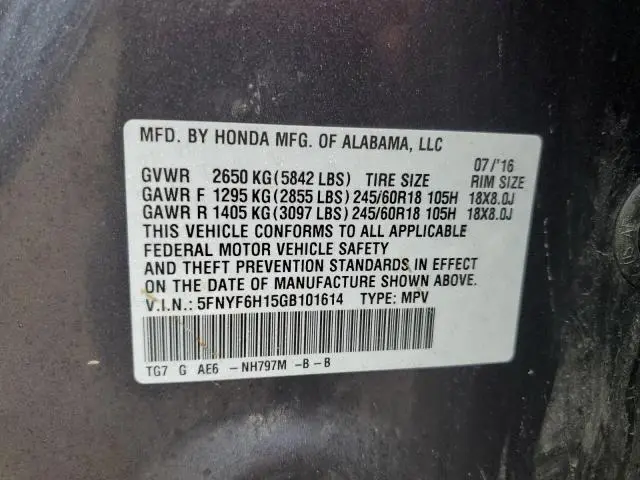 MFD. BY HONDA MFG. OF ALABAMA, LLC
07/'16
GVWR 2650 KG (5842 LBS) TIRE SIZE RIM SIZE
GAWR F 1295 KG (2855 LBS) 245/60R18 105H 18X8.0J
GAWR R 1405 KG (3097 LBS) 245/60R18 105H 18X8.0J
THIS VEHICLE CONFORMS TO ALL APPLICABLE
FEDERAL MOTOR VEHICLE SAFETY
AND THEFT PREVENTION STANDARDS IN EFFECT
ON THE DATE OF MANUFACTURE SHOWN ABOVE.
V.I.N.: 5FNYF6H15GB101614 TYPE: MPV
TG7 G AE6 -NH797M -B-B